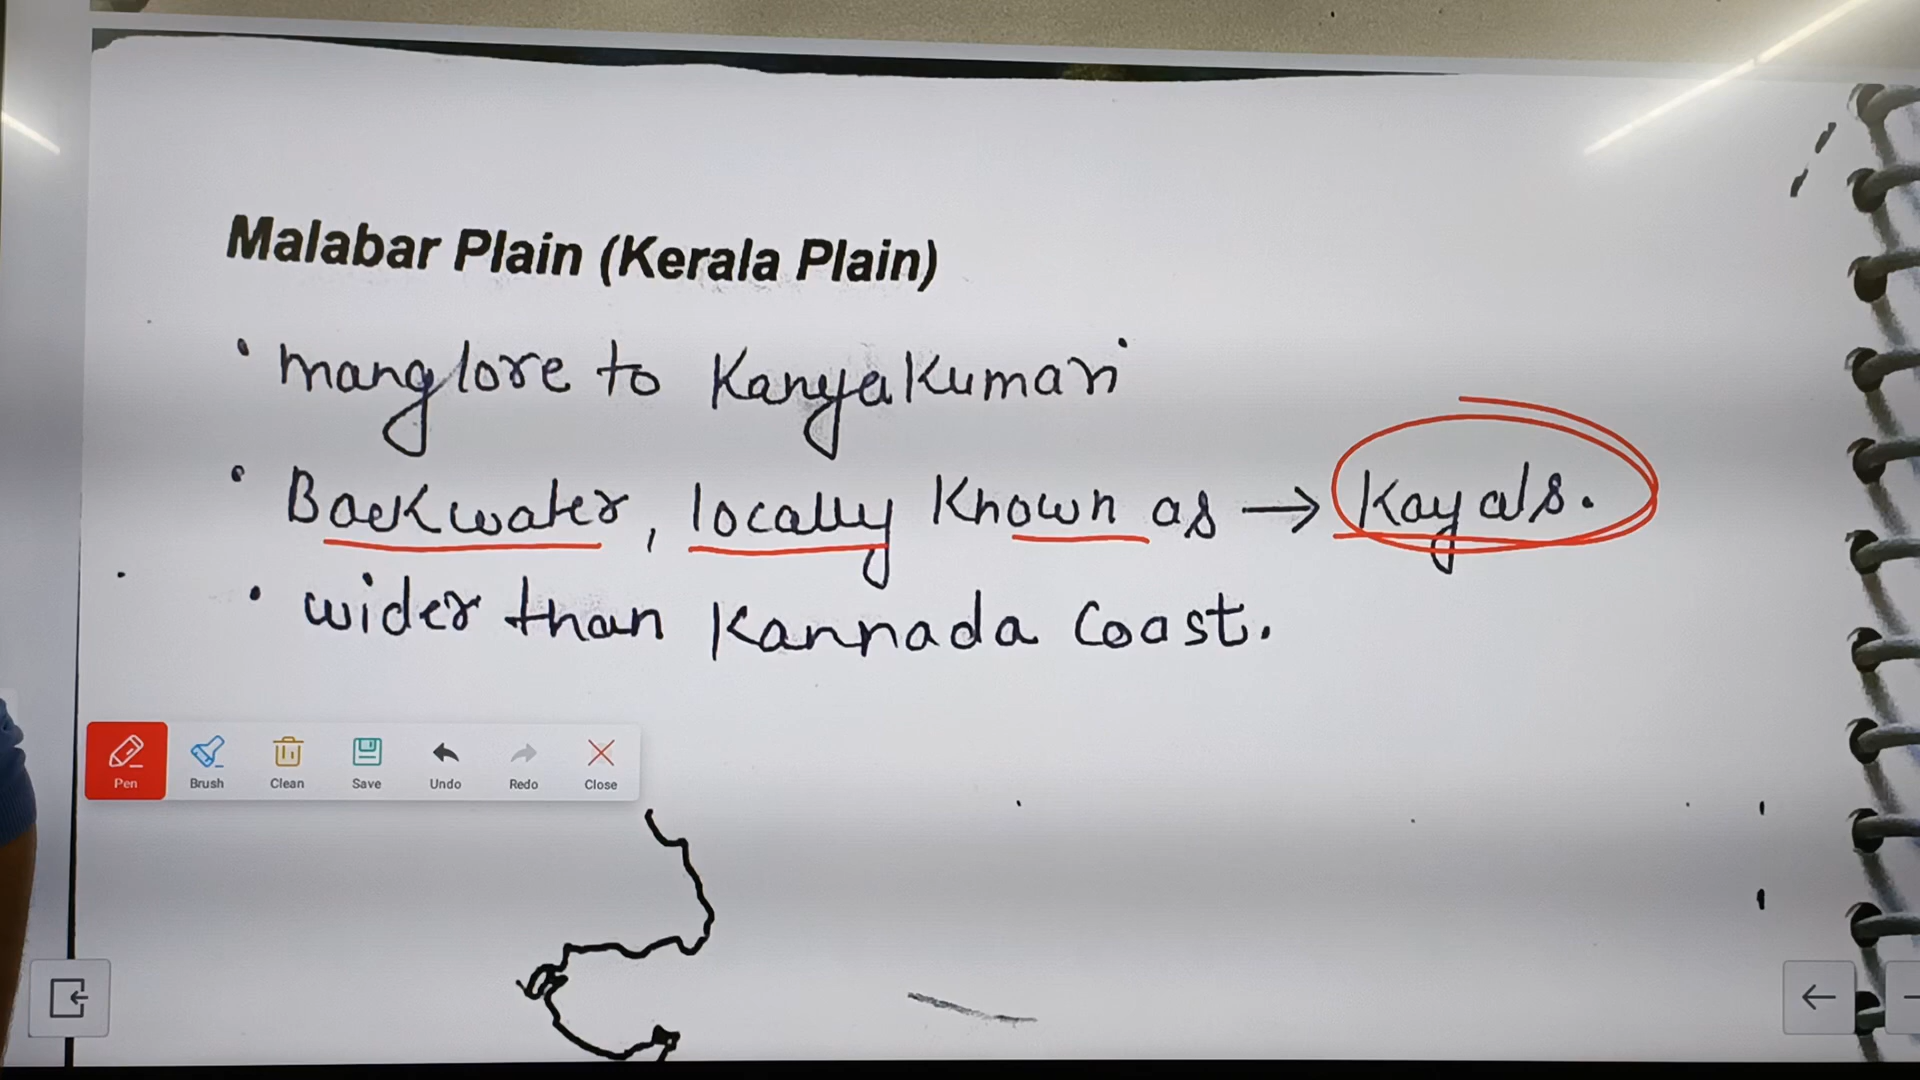 Malabar Plain (Kerala Plain)
• Manglore to Kanyakumari
• Backwater, locally known as → Kayals.
• wider than Kannada Coast.
Pen Brush Clean Save Undo Redo Close